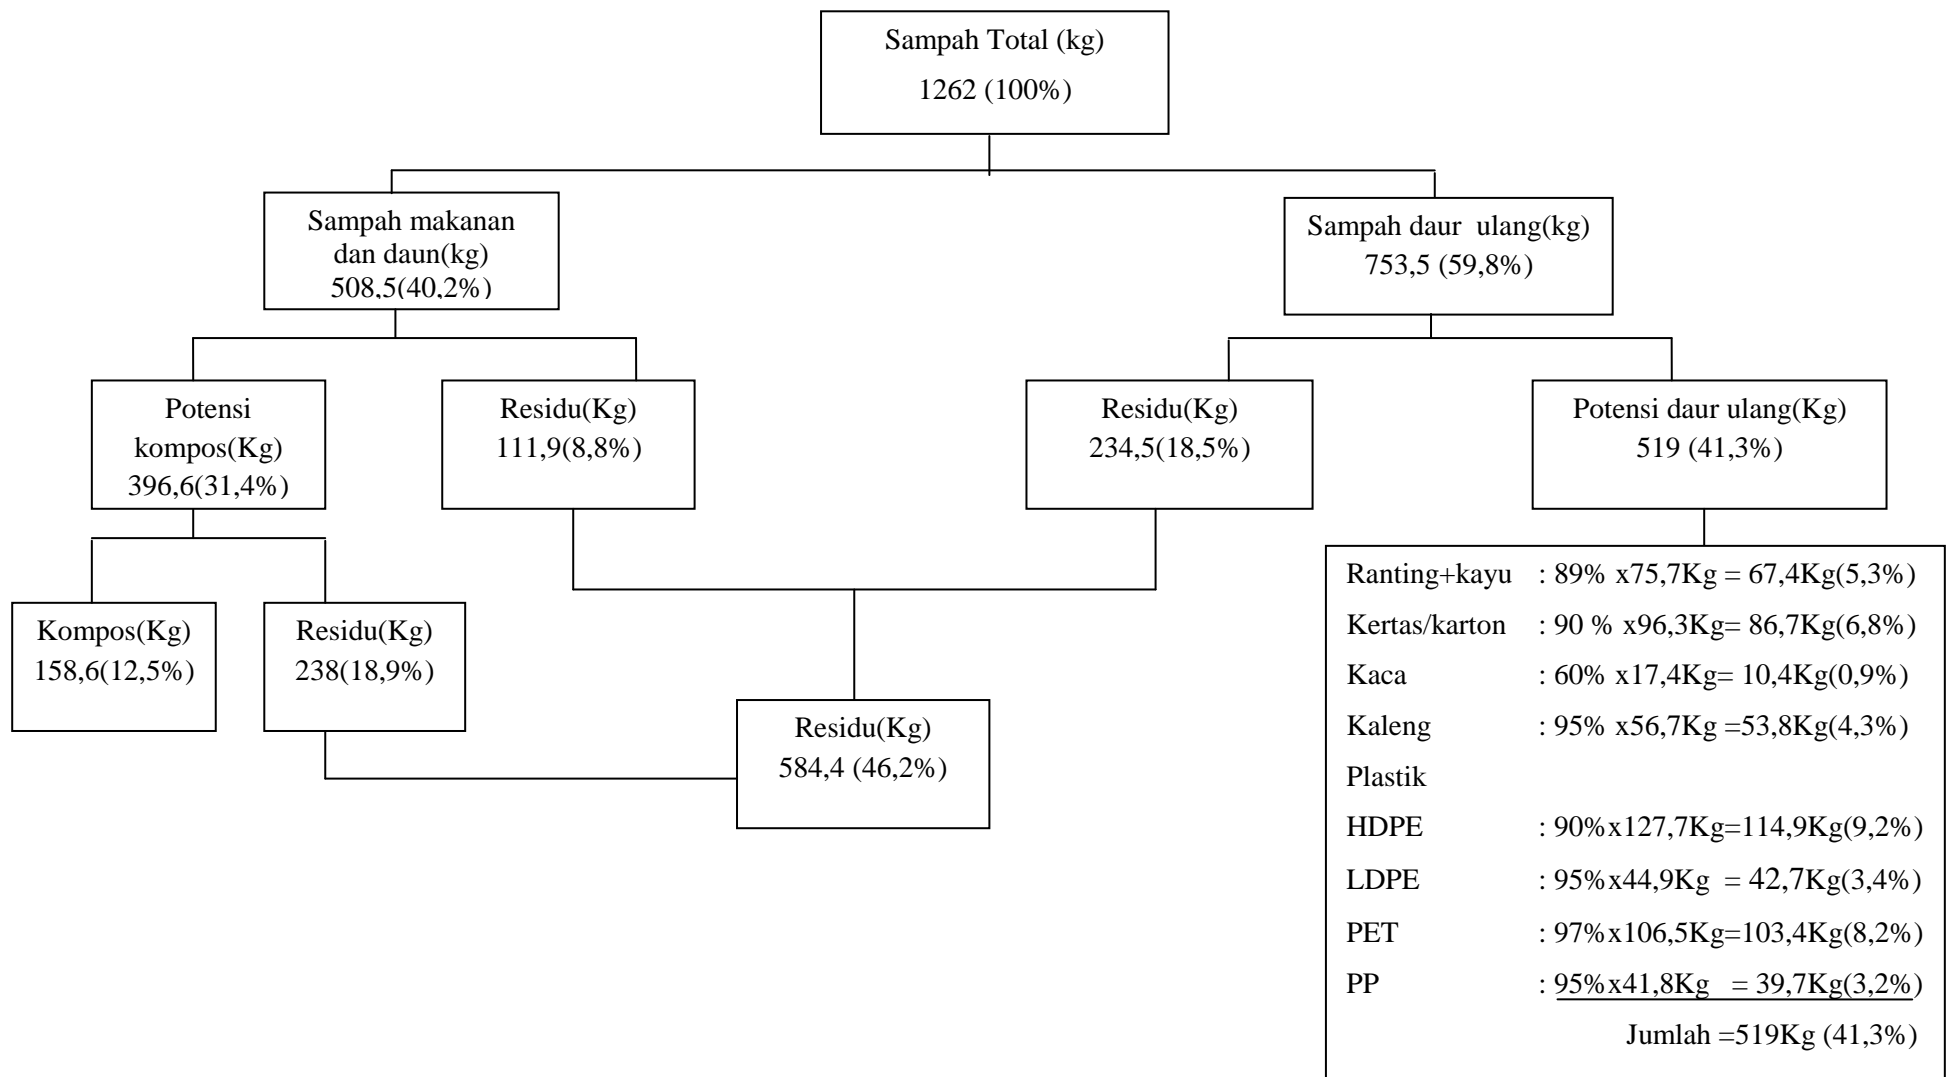 Sampah Total (kg)
1262 (100%)
Sampah makanan
dan daun(kg)
508,5(40,2%)
Sampah daur ulang(kg)
753,5 (59,8%)
Potensi
kompos(Kg)
396,6(31,4%)
Residu(Kg)
111,9(8,8%)
Residu(Kg)
234,5(18,5%)
Potensi daur ulang(Kg)
519 (41,3%)
Kompos(Kg)
158,6(12,5%)
Residu(Kg)
238(18,9%)
Residu(Kg)
584,4 (46,2%)
Ranting+kayu : 89% x75,7Kg = 67,4Kg(5,3%)
Kertas/karton : 90 % x96,3Kg= 86,7Kg(6,8%)
Kaca : 60% x17,4Kg= 10,4Kg(0,9%)
Kaleng : 95% x56,7Kg =53,8Kg(4,3%)
Plastik
HDPE : 90%x127,7Kg=114,9Kg(9,2%)
LDPE : 95%x44,9Kg = 42,7Kg(3,4%)
PET : 97%x106,5Kg=103,4Kg(8,2%)
PP : 95%x41,8Kg = 39,7Kg(3,2%)
Jumlah =519Kg (41,3%)